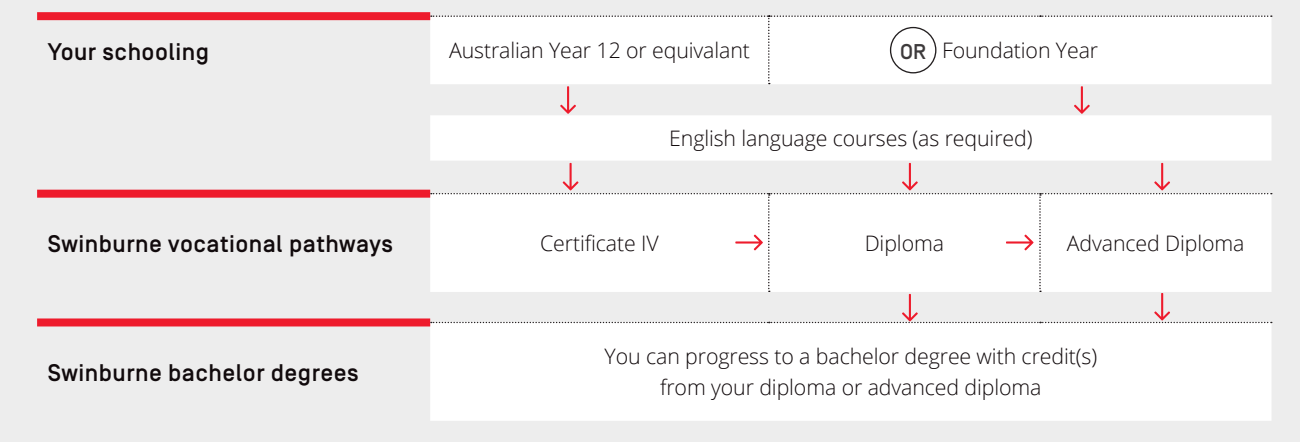 Your schooling
Australian Year 12 or equivalant
OR Foundation Year
English language courses (as required)
Swinburne vocational pathways
Certificate IV
Diploma
Advanced Diploma
Swinburne bachelor degrees
You can progress to a bachelor degree with credit(s)
from your diploma or advanced diploma